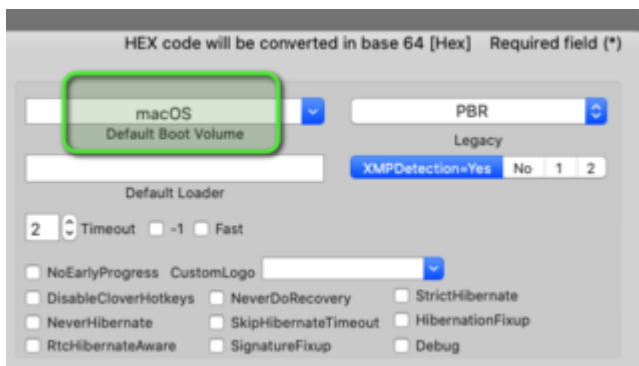 HEX code will be converted in base 64 [Hex] Required field (*)
macOS PBR
Default Boot Volume Legacy
XMPDetection=Yes No 1 2
Default Loader
2 Timeout -1 Fast
NoEarlyProgress CustomLogo
DisableCloverHotkeys NeverDoRecovery StrictHibernate
NeverHibernate SkipHibernateTimeout HibernationFixup
RtcHibernateAware SignatureFixup Debug